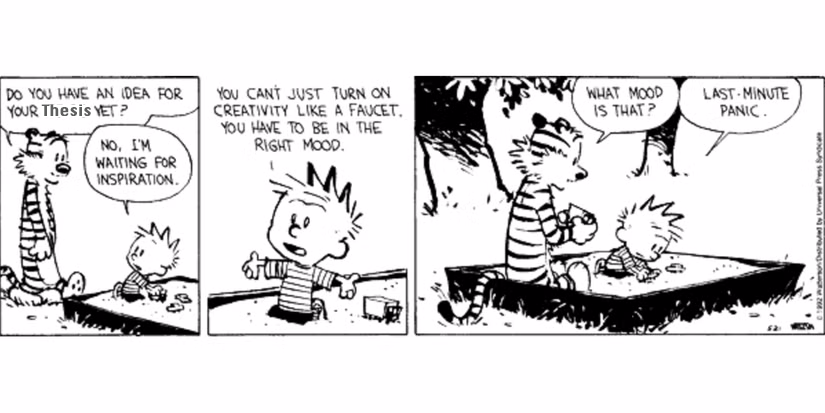 DO YOU HAVE AN IDEA FOR
YOUR Thesis YET?
NO, I'M
WAITING FOR
INSPIRATION.
YOU CAN'T JUST TURN ON
CREATIVITY LIKE A FAUCET.
YOU HAVE TO BE IN THE
RIGHT MOOD.
WHAT MOOD
IS THAT?
LAST-MINUTE
PANIC.
© 1992 Watterson/Distributed by Universal Press Syndicate
5-21